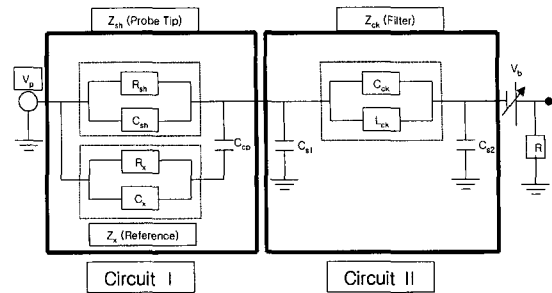 Z_sh (Probe Tip)
Z_ck (Filter)
V_p
R_sh
C_sh
C_cp
R_x
C_x
Z_x (Reference)
C_ck
L_ck
C_s1
C_s2
V_b
R
Circuit I
Circuit II